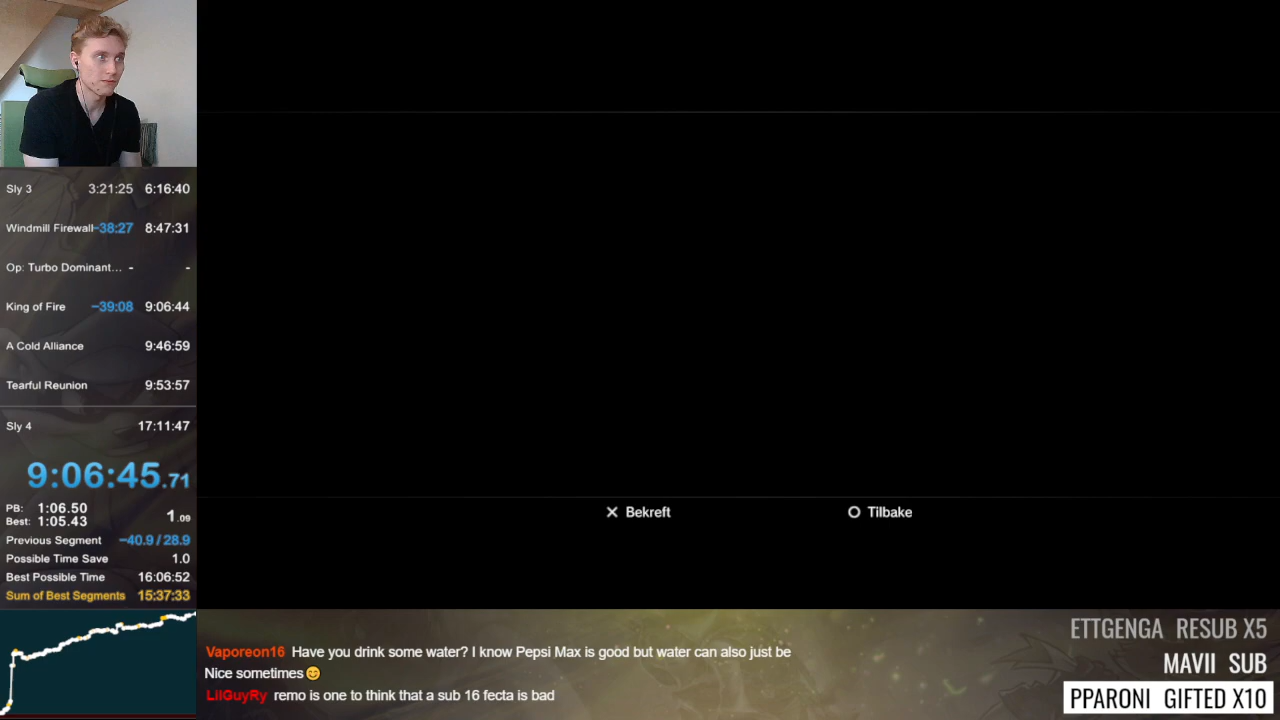 Sly 3 3:21:25 6:16:40
Windmill Firewall -38:27 8:47:31
Op: Turbo Dominant... - -
King of Fire -39:08 9:06:44
A Cold Alliance 9:46:59
Tearful Reunion 9:53:57
Sly 4 17:11:47
9:06:45.71
PB: 1:06.50
Best: 1:05.43
1.09
Previous Segment -40.9 / 28.9
Possible Time Save 1.0
Best Possible Time 16:06:52
Sum of Best Segments 15:37:33
✕ Bekreft ○ Tilbake
Vaporeon16 Have you drink some water? I know Pepsi Max is good but water can also just be
Nice sometimes😊
LilGuyRy remo is one to think that a sub 16 fecta is bad
ETTGENGA RESUB X5
MAVII SUB
PPARONI GIFTED X10